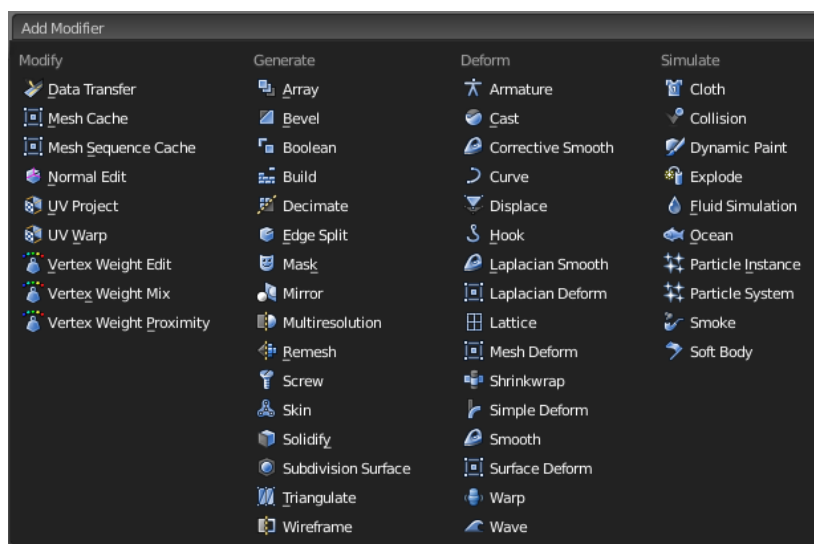 Add Modifier
Modify
Data Transfer
Mesh Cache
Mesh Sequence Cache
Normal Edit
UV Project
UV Warp
Vertex Weight Edit
Vertex Weight Mix
Vertex Weight Proximity
Generate
Array
Bevel
Boolean
Build
Decimate
Edge Split
Mask
Mirror
Multiresolution
Remesh
Screw
Skin
Solidify
Subdivision Surface
Triangulate
Wireframe
Deform
Armature
Cast
Corrective Smooth
Curve
Displace
Hook
Laplacian Smooth
Laplacian Deform
Lattice
Mesh Deform
Shrinkwrap
Simple Deform
Smooth
Surface Deform
Warp
Wave
Simulate
Cloth
Collision
Dynamic Paint
Explode
Fluid Simulation
Ocean
Particle Instance
Particle System
Smoke
Soft Body